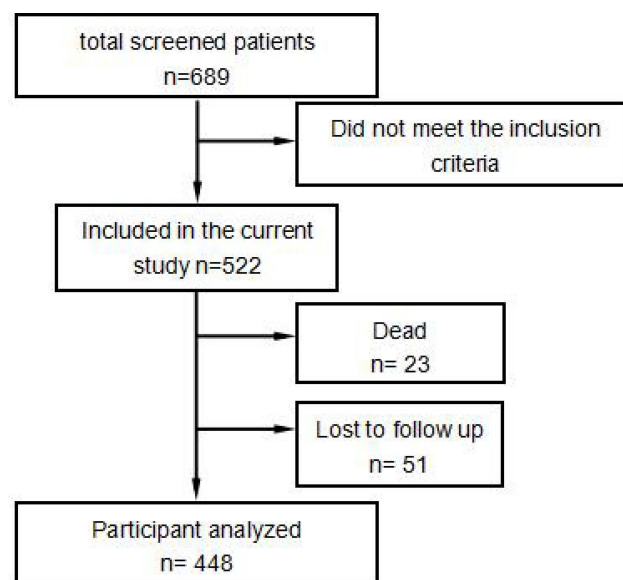 total screened patients
n=689
Did not meet the inclusion
criteria
Included in the current
study n=522
Dead
n= 23
Lost to follow up
n= 51
Participant analyzed
n= 448